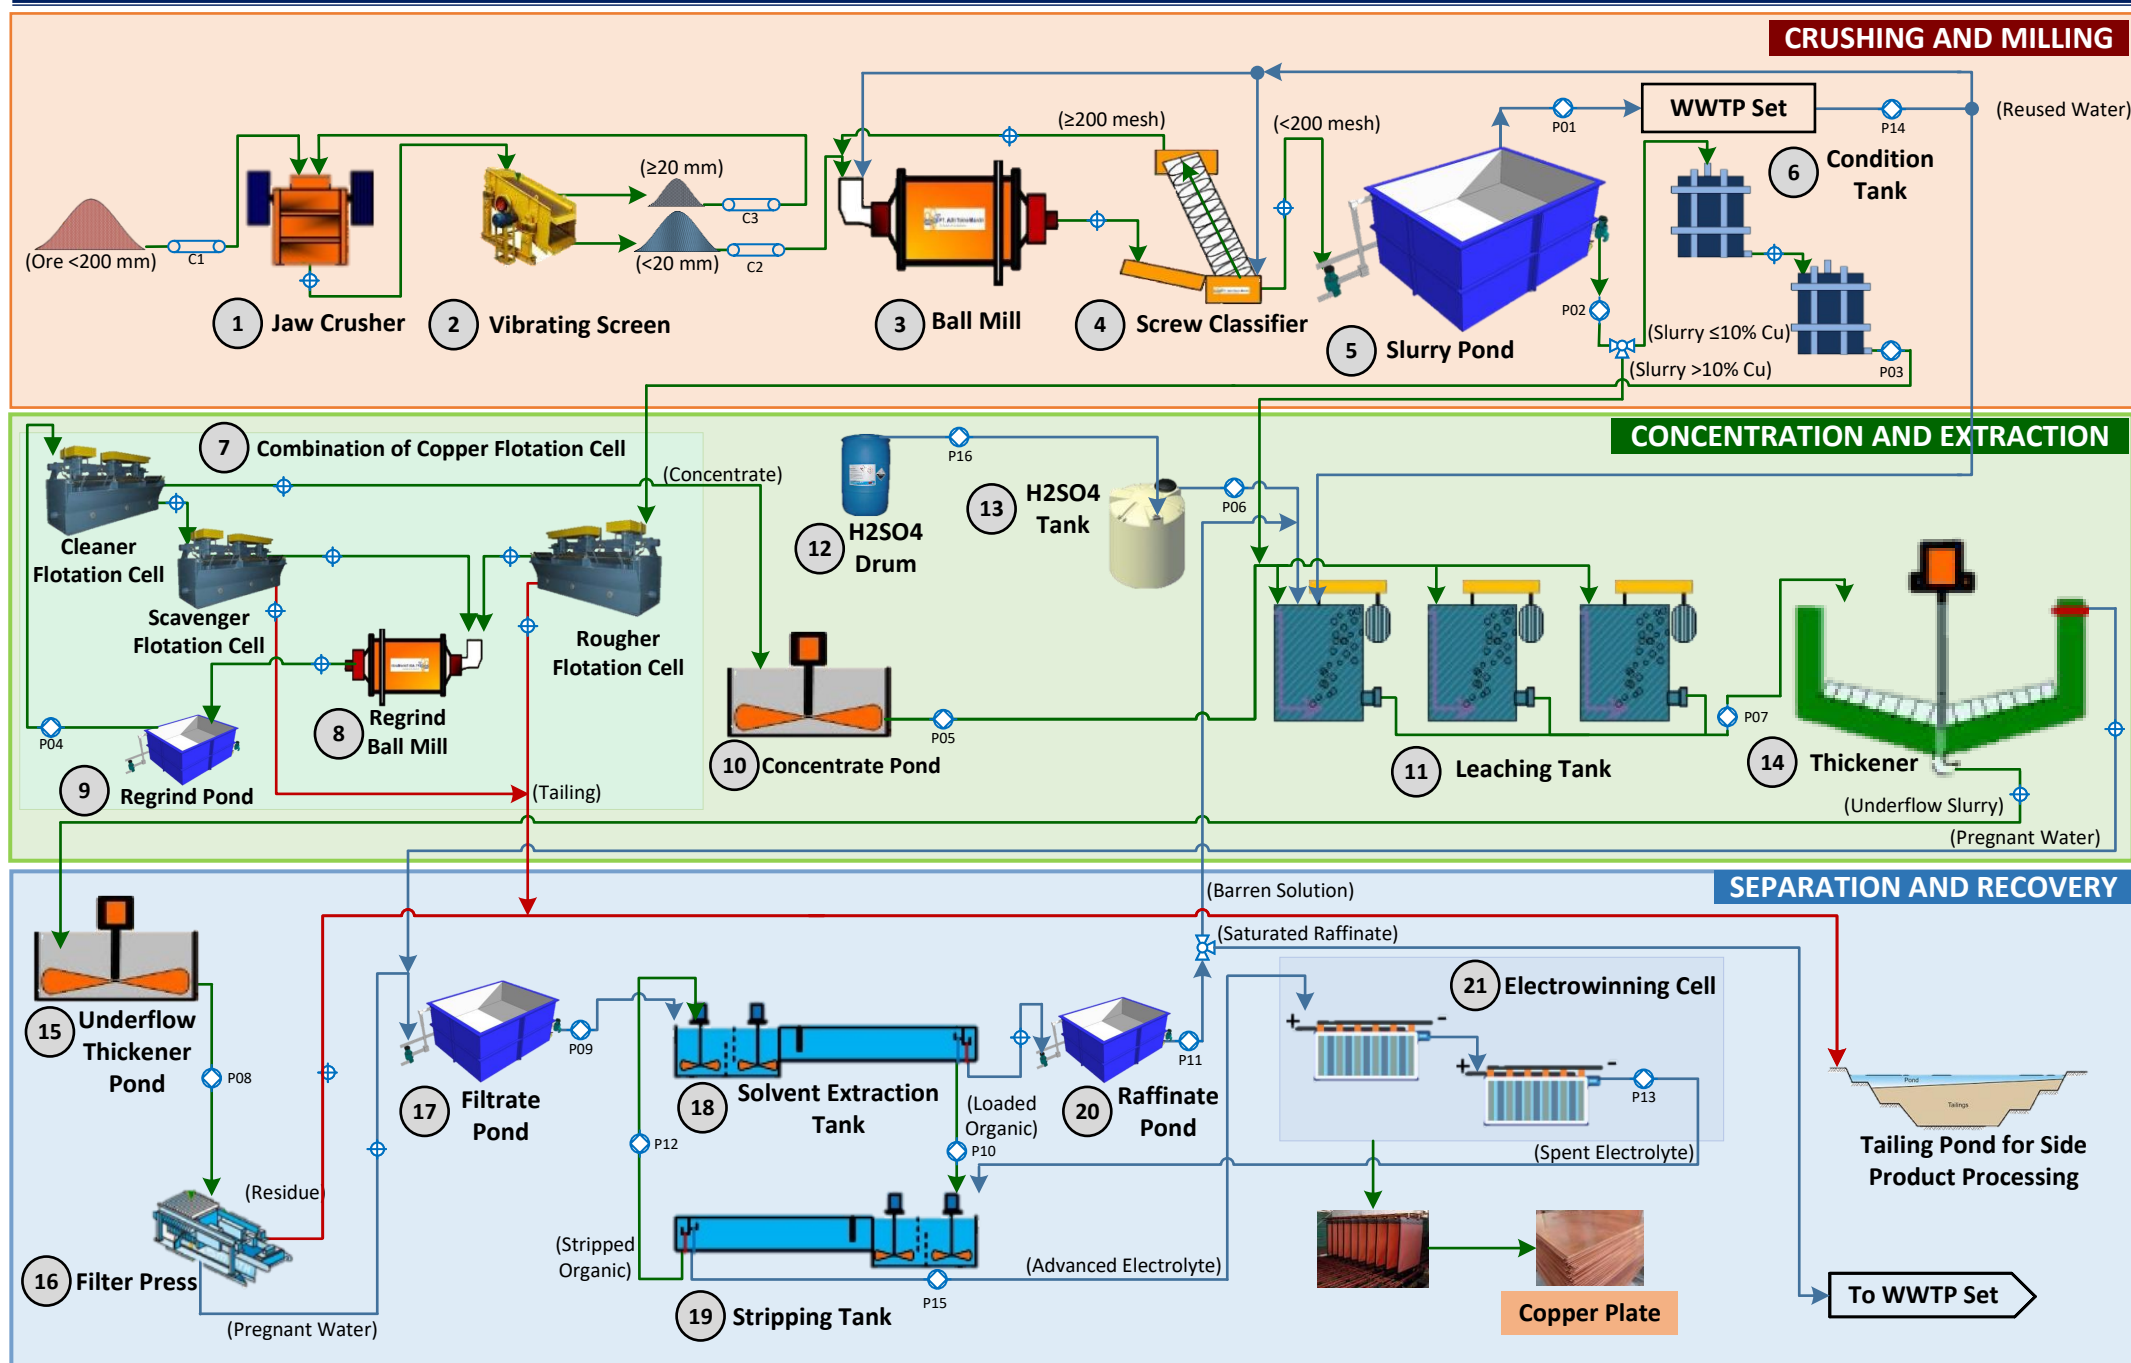 CRUSHING AND MILLING
(Ore <200 mm)
C1
1 Jaw Crusher
2 Vibrating Screen
(≥20 mm)
C3
(<20 mm)
C2
3 Ball Mill
(≥200 mesh)
4 Screw Classifier
(<200 mesh)
5 Slurry Pond
P01
WWTP Set
P14
(Reused Water)
6 Condition
Tank
P02
(Slurry ≤10% Cu)
(Slurry >10% Cu)
P03
CONCENTRATION AND EXTRACTION
7 Combination of Copper Flotation Cell
Cleaner
Flotation Cell
Scavenger
Flotation Cell
Rougher
Flotation Cell
(Concentrate)
8 Regrind
Ball Mill
P04
9 Regrind Pond
(Tailing)
10 Concentrate Pond
P05
12 H2SO4
Drum
P16
13 H2SO4
Tank
P06
11 Leaching Tank
P07
14 Thickener
(Underflow Slurry)
(Pregnant Water)
SEPARATION AND RECOVERY
15 Underflow
Thickener
Pond
P08
16 Filter Press
(Residue)
(Pregnant Water)
17 Filtrate
Pond
P09
18 Solvent Extraction
Tank
P12
(Stripped
Organic)
(Loaded
Organic)
P10
19 Stripping Tank
P15
(Advanced Electrolyte)
20 Raffinate
Pond
P11
(Barren Solution)
(Saturated Raffinate)
21 Electrowinning Cell
+
-
+
-
P13
(Spent Electrolyte)
Copper Plate
Pond
Tailings
Tailing Pond for Side
Product Processing
To WWTP Set